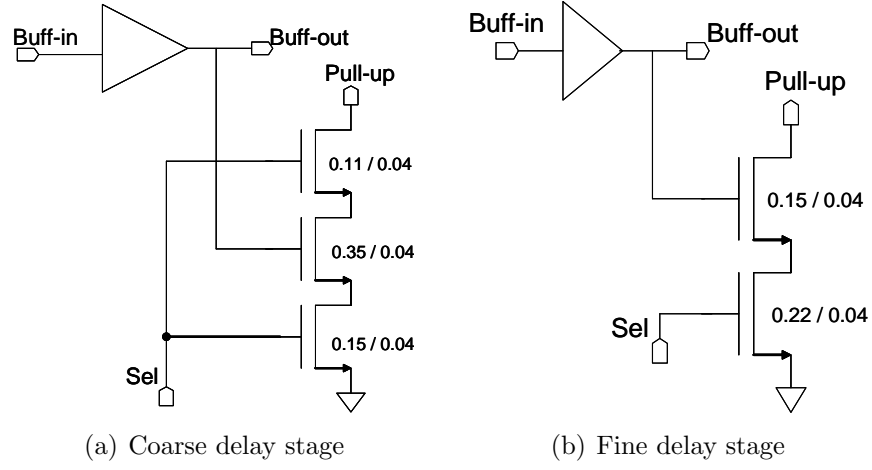 Buff-in
Buff-out
Pull-up
0.11 / 0.04
0.35 / 0.04
0.15 / 0.04
Sel
(a) Coarse delay stage
Buff-in
Buff-out
Pull-up
0.15 / 0.04
0.22 / 0.04
Sel
(b) Fine delay stage